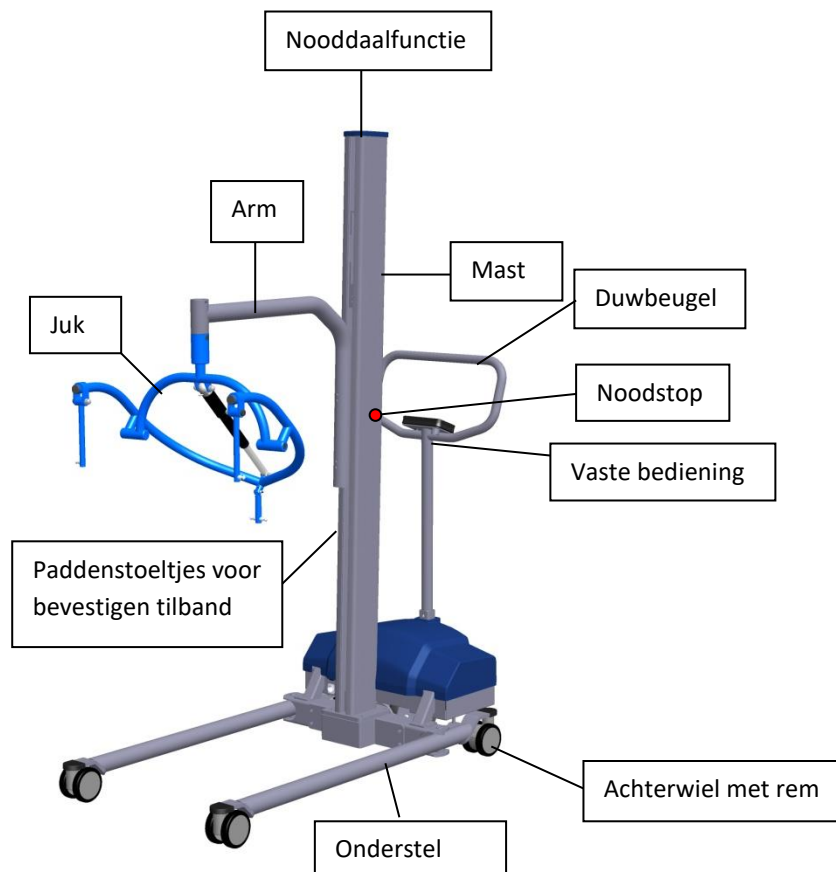 Nooddaalfunctie
Arm
Mast
Duwbeugel
Juk
Noodstop
Vaste bediening
Paddenstoeltjes voor
bevestigen tilband
Achterwiel met rem
Onderstel